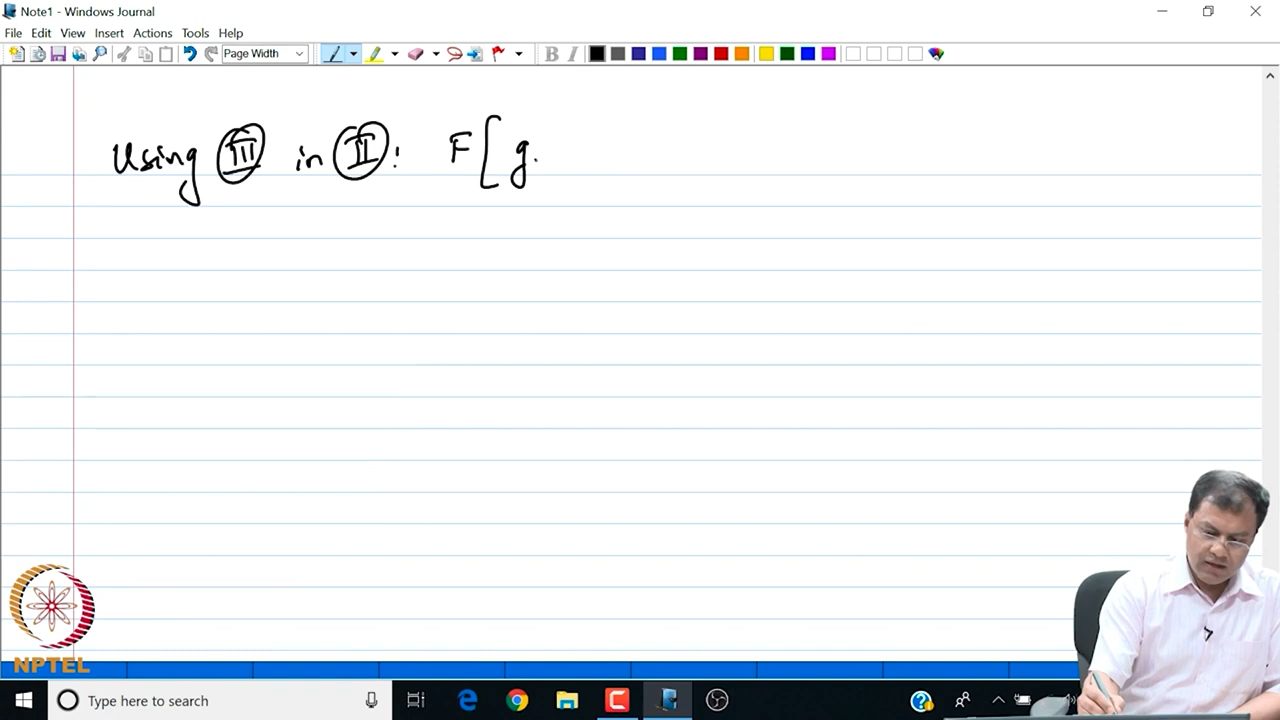 Note1 - Windows Journal
File Edit View Insert Actions Tools Help
Page Width
B I
Using III in II: F[ g.
NPTEL
Type here to search